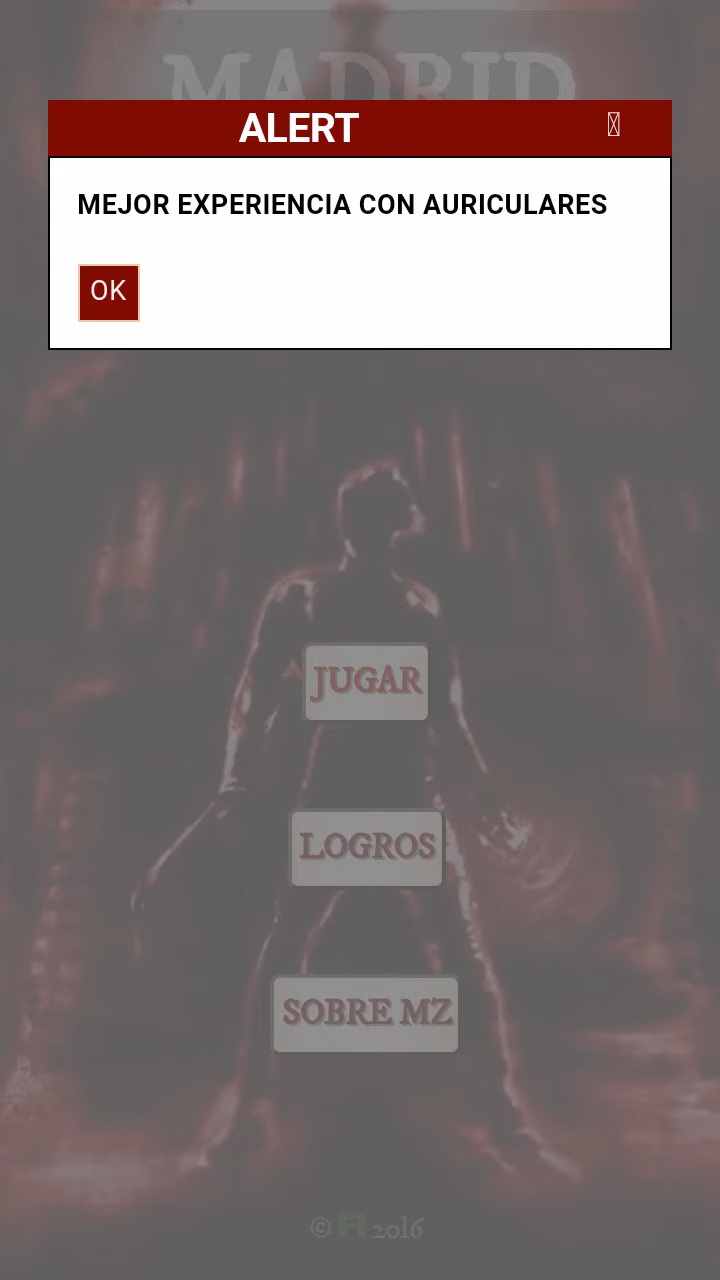 MADRID
ALERT
MEJOR EXPERIENCIA CON AURICULARES
OK
JUGAR
LOGROS
SOBRE MZ
© 2016